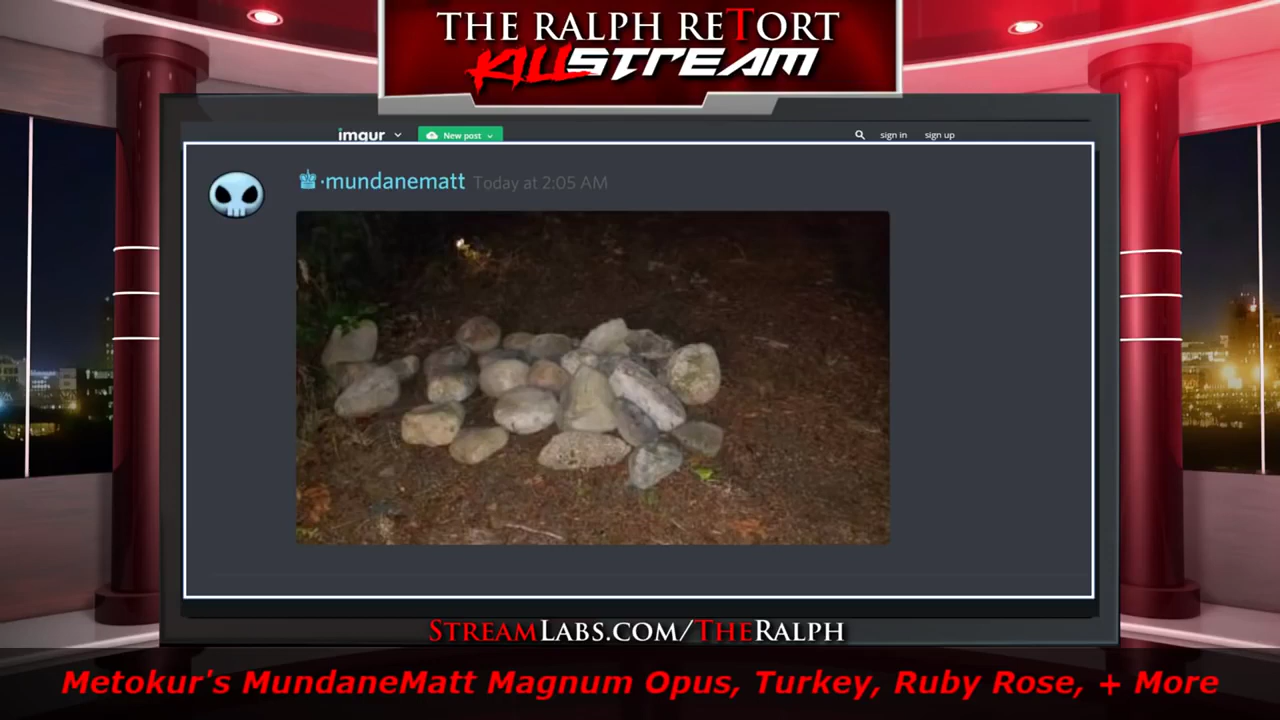 THE RALPH RETORT
KILLSTREAM
imgur
New post
sign in
sign up
·mundanematt Today at 2:05 AM
STREAMLABS.COM/THERALPH
Metokur's MundaneMatt Magnum Opus, Turkey, Ruby Rose, + More